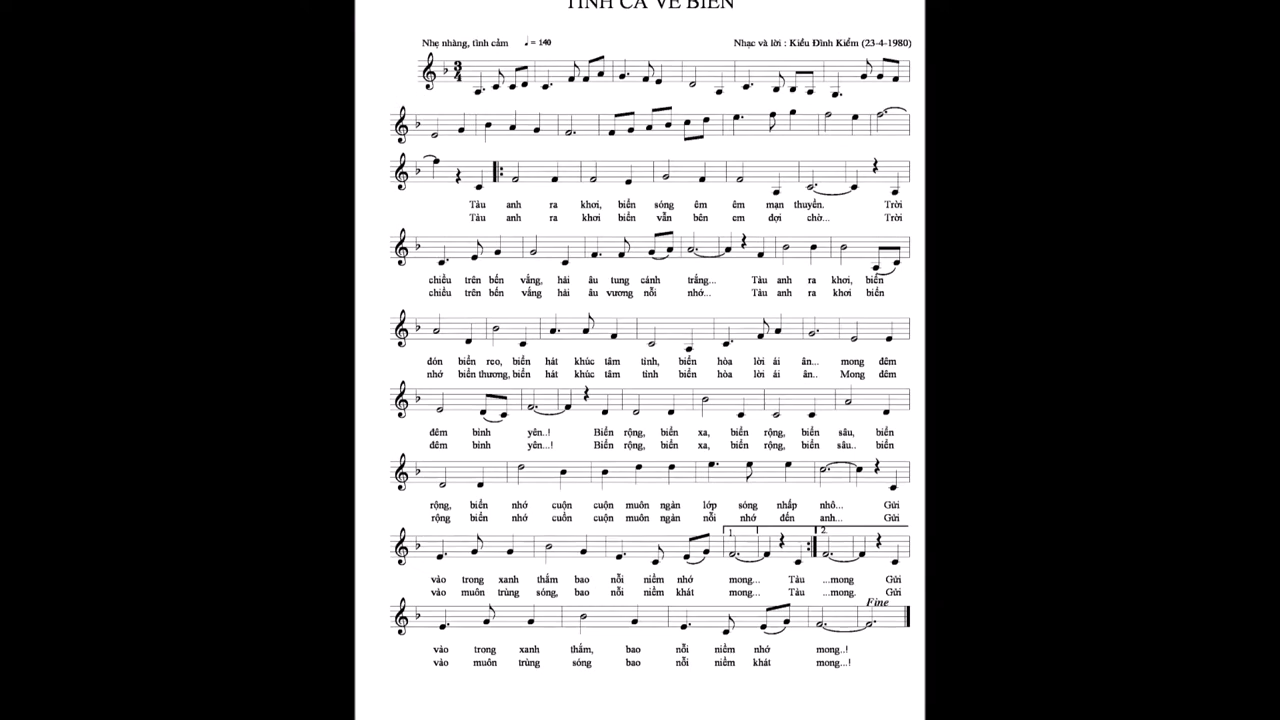 TÌNH CA VỀ BIỂN
Nhẹ nhàng, tình cảm ♩ = 140 Nhạc và lời : Kiều Đình Kiểm (23-4-1980)
3
4
Tàu anh ra khơi, biển sóng êm êm mạn thuyền. Trời
Tàu anh ra khơi biển vẫn bên em đợi chờ... Trời
chiều trên bến vắng, hải âu tung cánh trắng... Tàu anh ra khơi, biển
chiều trên bến vắng hải âu vương nỗi nhớ... Tàu anh ra khơi biển
đón biển reo, biển hát khúc tâm tình, biển hòa lời ái ân... mong đêm
nhớ biển thương, biển hát khúc tâm tình biển hòa lời ái ân.. Mong đêm
đêm bình yên..! Biển rộng, biển xa, biển rộng, biển sâu, biển
đêm bình yên...! Biển rộng, biển xa, biển rộng, biển sâu.. biển
rộng, biển nhớ cuộn cuộn muôn ngàn lớp sóng nhấp nhô... Gửi
rộng biển nhớ cuồn cuộn muôn ngàn nỗi nhớ đến anh... Gửi
1. 2.
vào trong xanh thắm bao nỗi niềm nhớ mong... Tàu ...mong Gửi
vào muôn trùng sóng, bao nỗi niềm khát mong... Tàu ...mong. Gửi
Fine
vào trong xanh thắm, bao nỗi niềm nhớ mong..!
vào muôn trùng sóng bao nỗi niềm khát mong...!